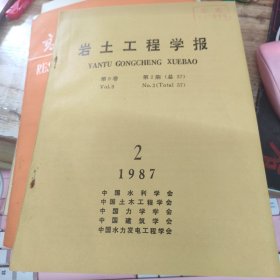 岩土工程学报
YANTU GONGCHENG XUEBAO
第9卷 第2期(总37)
Vol.9 No.2(Total 37)
2
1987
中国水利学会
中国土木工程学会
中国力学学会
中国建筑学会
中国水力发电工程学会